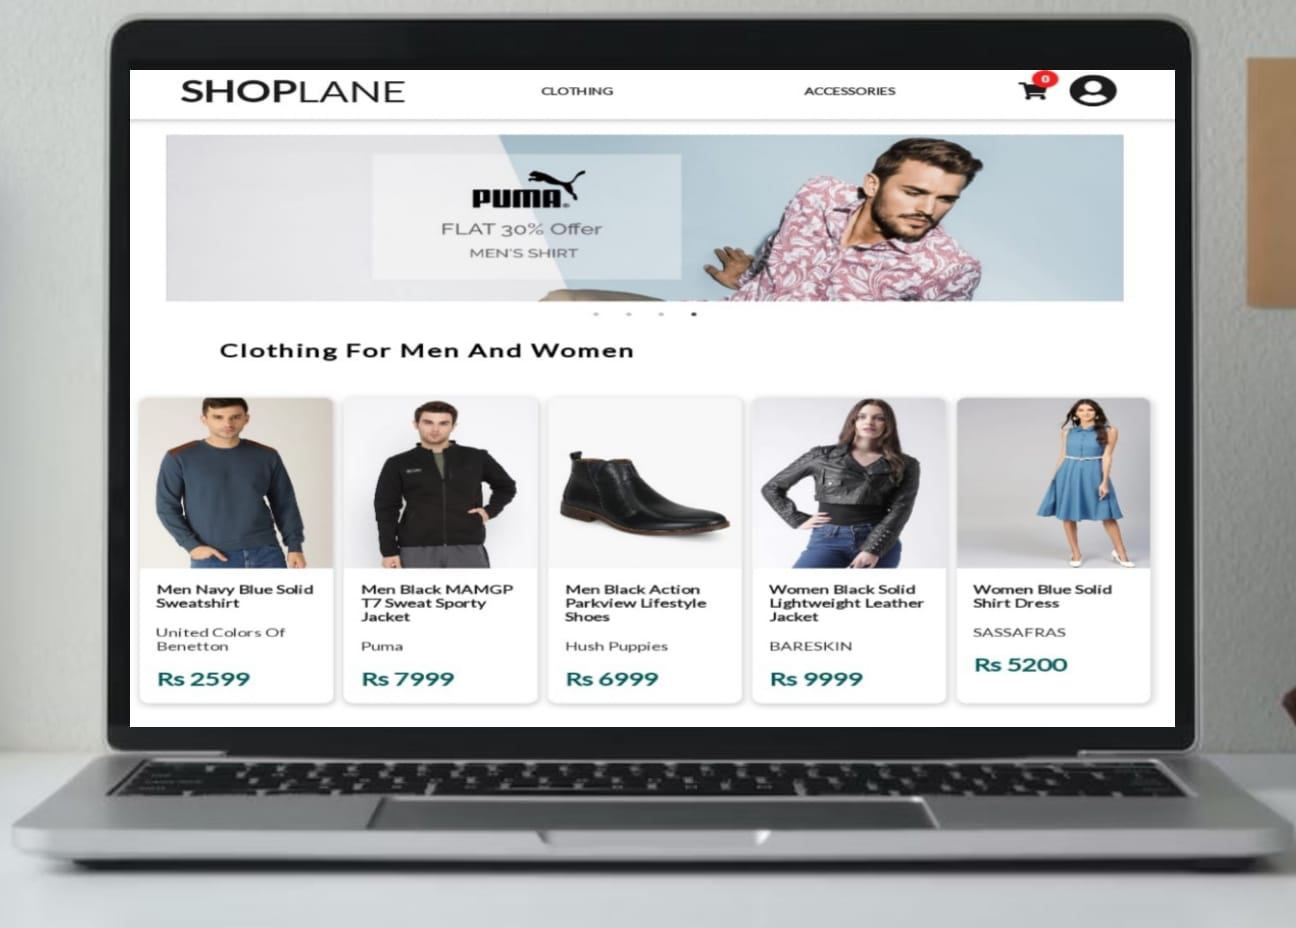 SHOPLANE
CLOTHING
ACCESSORIES
0
PUMA
FLAT 30% Offer
MEN'S SHIRT
Clothing For Men And Women
Men Navy Blue Solid
Sweatshirt
United Colors Of
Benetton
Rs 2599
Men Black MAMGP
T7 Sweat Sporty
Jacket
Puma
Rs 7999
Men Black Action
Parkview Lifestyle
Shoes
Hush Puppies
Rs 6999
Women Black Solid
Lightweight Leather
Jacket
BARESKIN
Rs 9999
Women Blue Solid
Shirt Dress
SASSAFRAS
Rs 5200